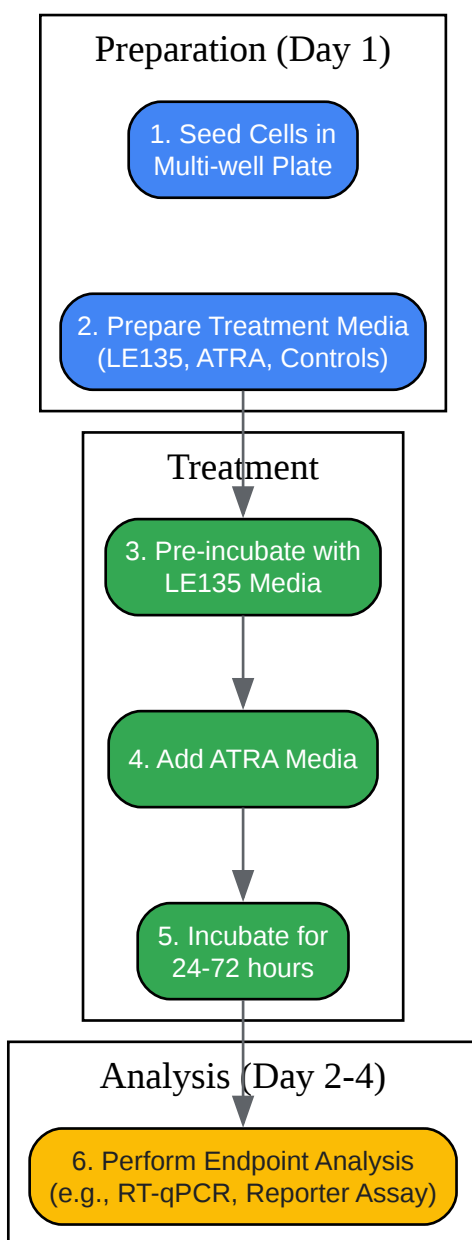 Preparation (Day 1)
1. Seed Cells in
Multi-well Plate
2. Prepare Treatment Media
(LE135, ATRA, Controls)
Treatment
3. Pre-incubate with
LE135 Media
4. Add ATRA Media
5. Incubate for
24-72 hours
Analysis (Day 2-4)
6. Perform Endpoint Analysis
(e.g., RT-qPCR, Reporter Assay)